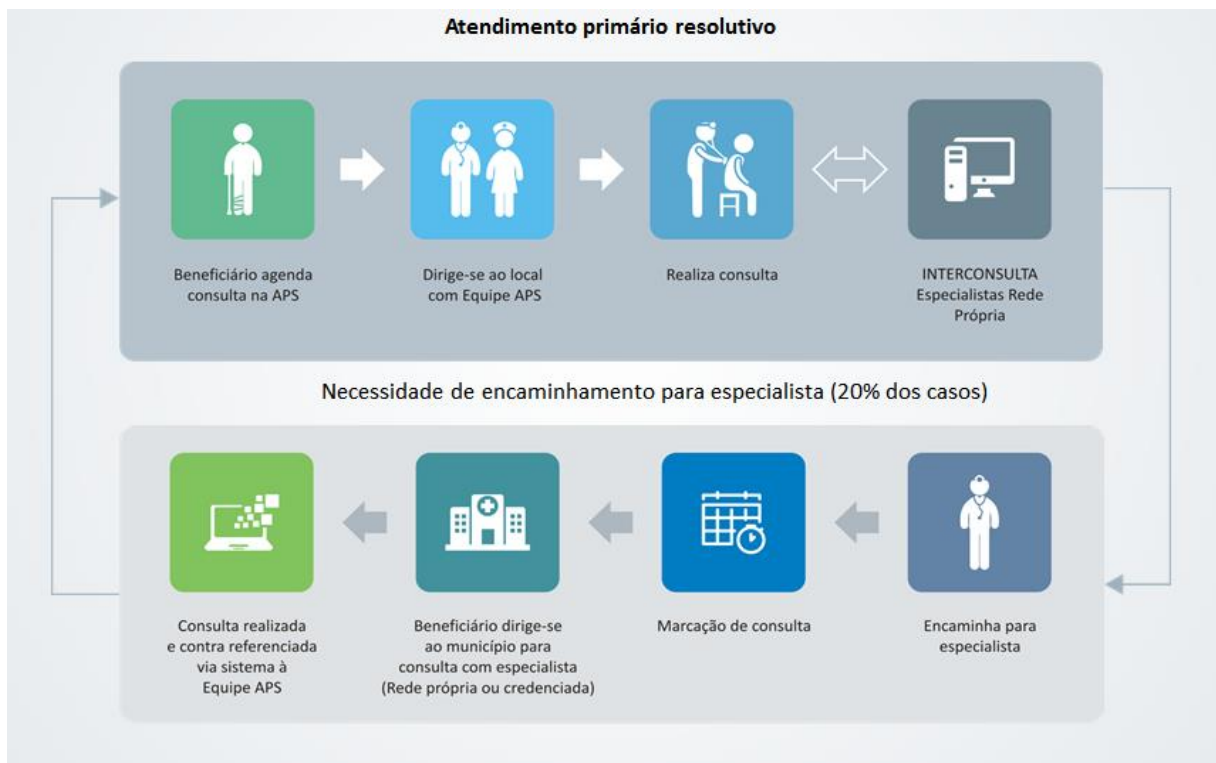 Atendimento primário resolutivo
Beneficiário agenda
consulta na APS
Dirige-se ao local
com Equipe APS
Realiza consulta
INTERCONSULTA
Especialistas Rede
Própria
Necessidade de encaminhamento para especialista (20% dos casos)
Consulta realizada
e contra referenciada
via sistema à
Equipe APS
Beneficiário dirige-se
ao município para
consulta com especialista
(Rede própria ou credenciada)
Marcação de consulta
Encaminha para
especialista